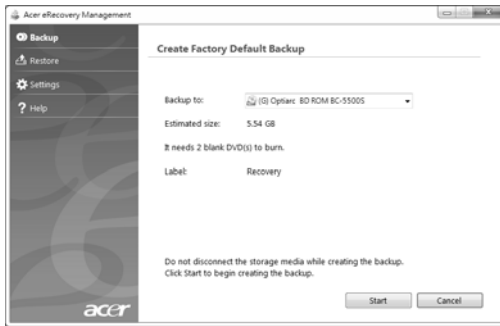 Acer eRecovery Management
Backup
Restore
Settings
Help
Create Factory Default Backup
Backup to: (G) Optiarc BD ROM BC-5500S
Estimated size: 5.54 GB
It needs 2 blank DVD(s) to burn.
Label: Recovery
Do not disconnect the storage media while creating the backup.
Click Start to begin creating the backup.
Start Cancel
acer